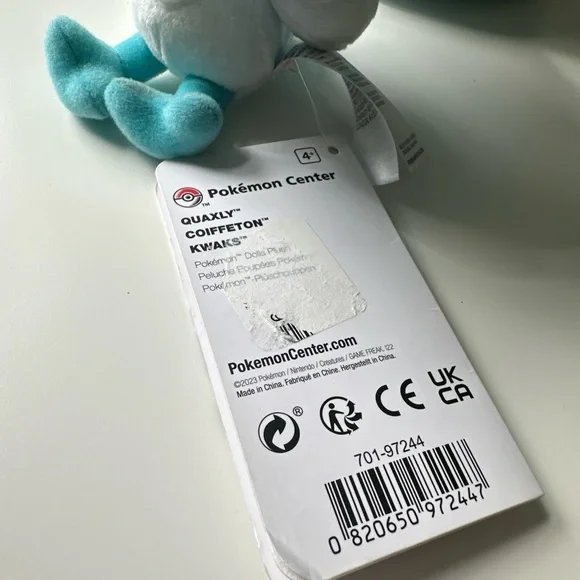 4+
Pokémon Center
QUAXLY™
COIFFETON™
KWAKS™
Pokémon™ Dolls Plush
Peluche Poupées Pokémon
Pokémon™-Plüschpuppen
PokemonCenter.com
©2023 Pokémon / Nintendo / Creatures / GAME FREAK. 122
Made in China. Fabriqué en Chine. Hergestellt in China.
® CE UK CA
701-97244
0 820650 972447